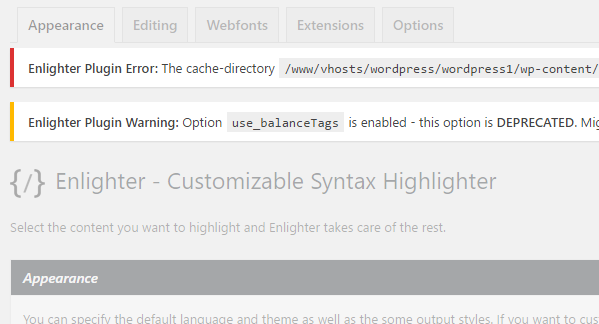 Appearance Editing Webfonts Extensions Options
Enlighter Plugin Error: The cache-directory /www/vhosts/wordpress/wordpress1/wp-content/
Enlighter Plugin Warning: Option use_balanceTags is enabled - this option is DEPRECATED. Mig
{/} Enlighter - Customizable Syntax Highlighter
Select the content you want to highlight and Enlighter takes care of the rest.
Appearance
You can specify the default language and theme as well as the some output styles. If you want to cus